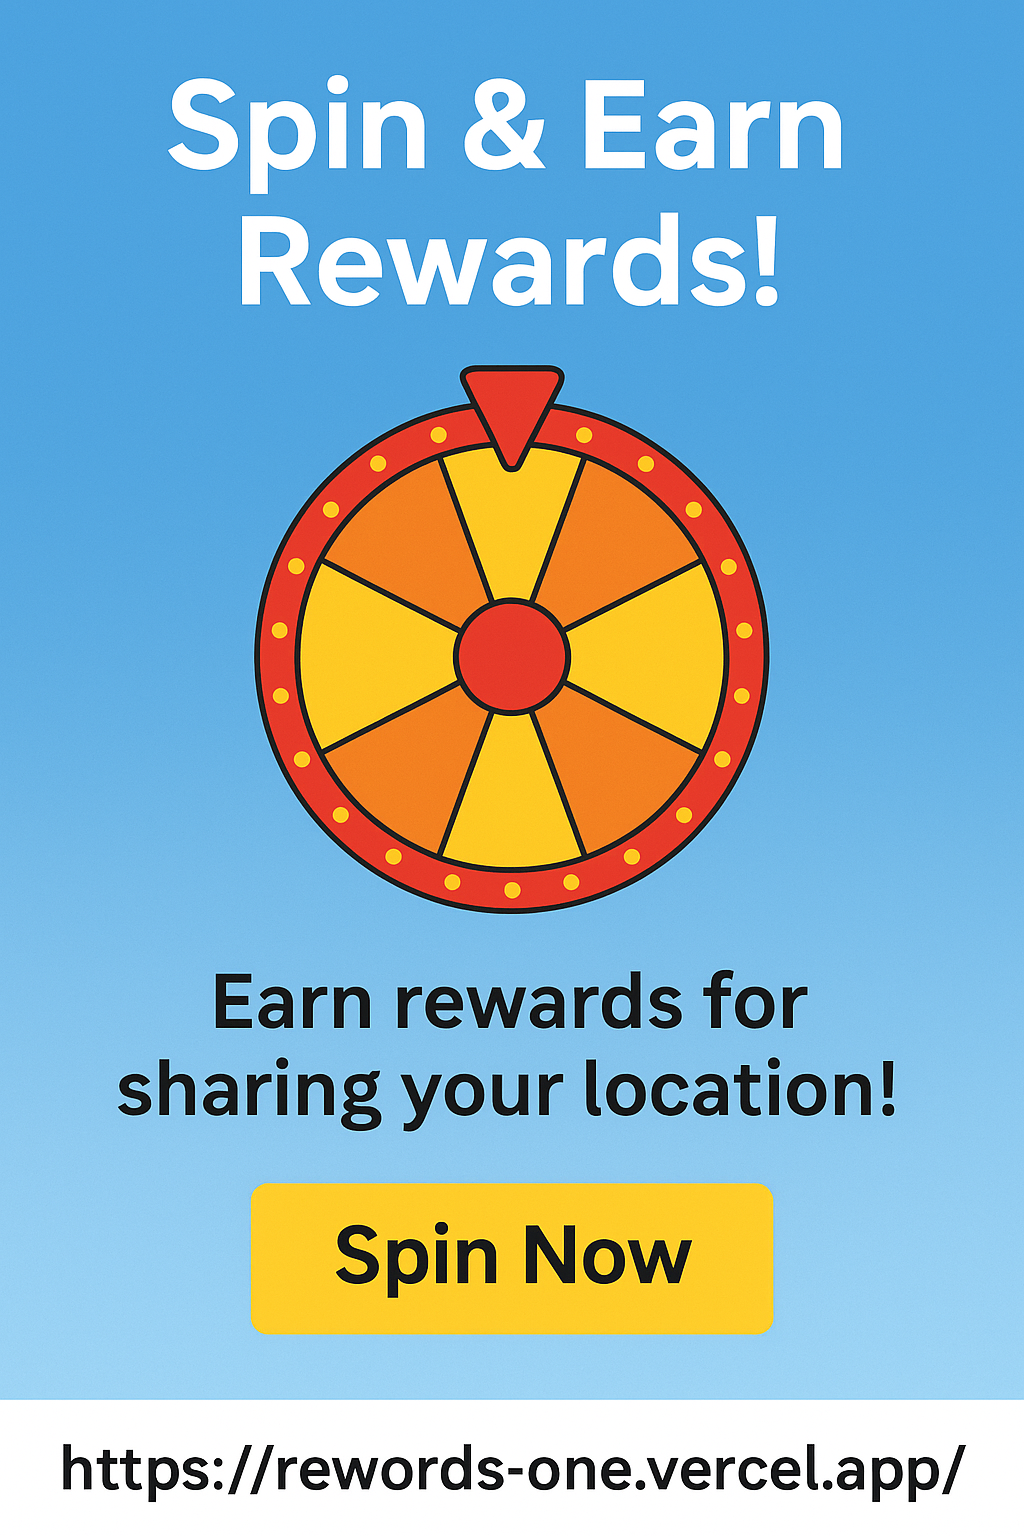 Spin & Earn
Rewards!
Earn rewards for
sharing your location!
Spin Now
https://rewords-one.vercel.app/